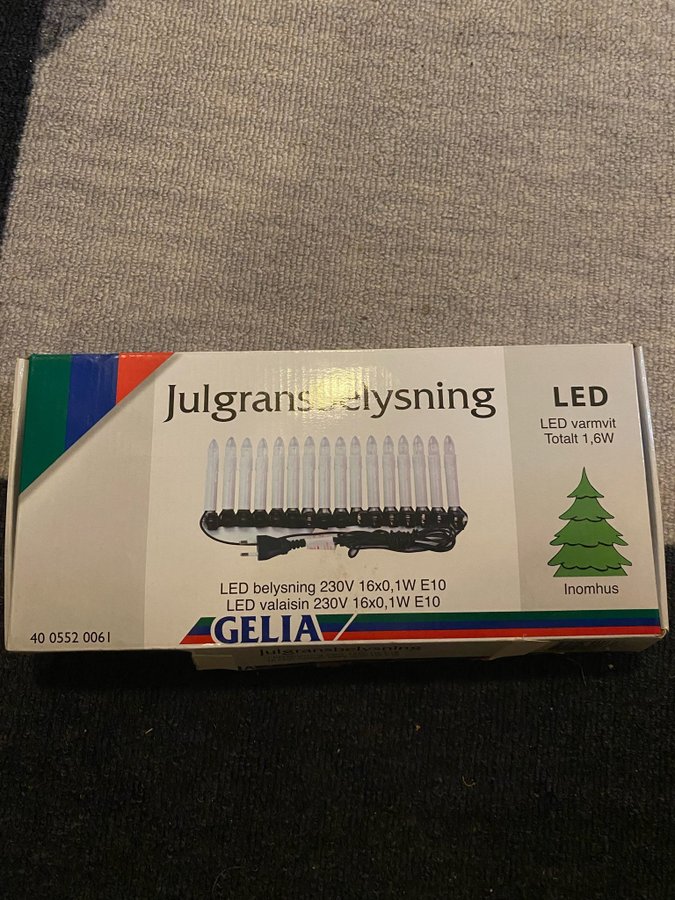 Julgransbelysning
LED
LED varmvit
Totalt 1,6W
LED belysning 230V 16x0,1W E10
LED valaisin 230V 16x0,1W E10
Inomhus
40 0552 0061
GELIA
Julgransbelysning